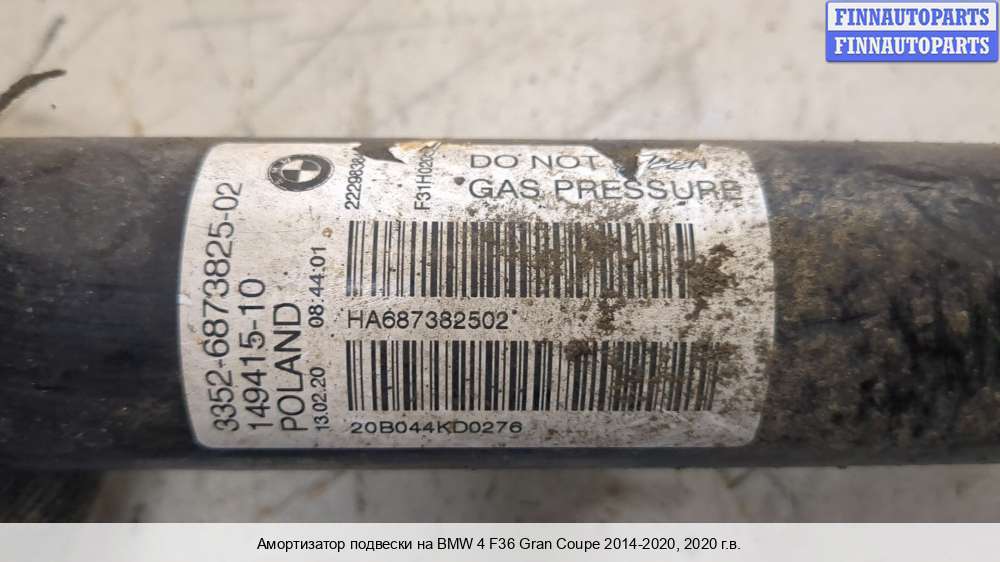 FINNAUTOPARTS
FINNAUTOPARTS
3352-6873825-02
149415-10
POLAND
13.02.20 08:44:01
DO NOT
GAS PRESSURE
HA687382502
20B044KD0276
Амортизатор подвески на BMW 4 F36 Gran Coupe 2014-2020, 2020 г.в.